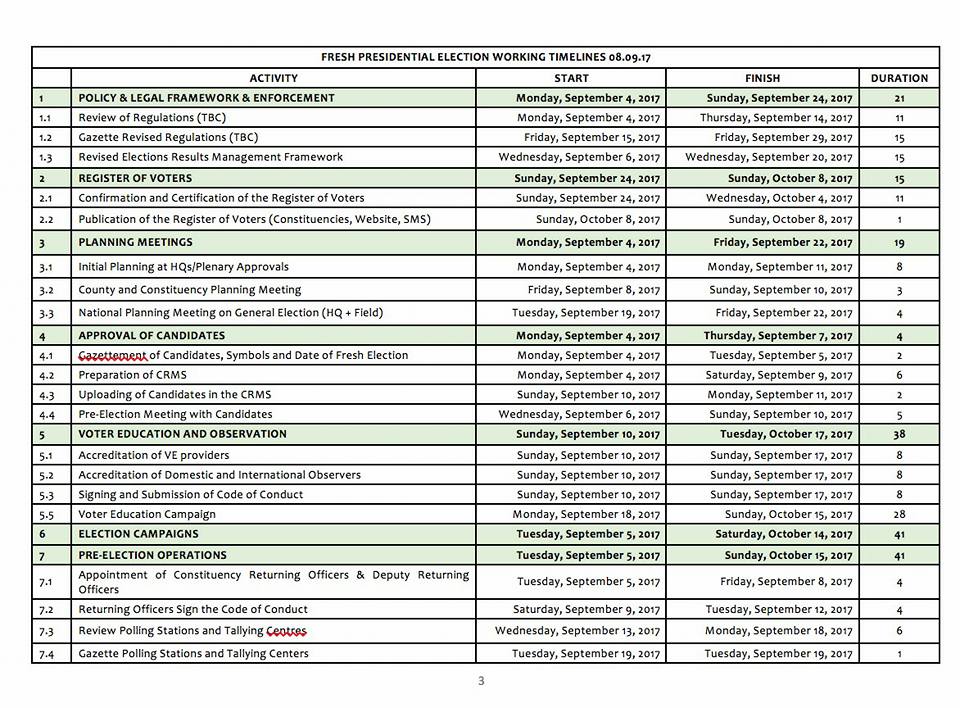 FRESH PRESIDENTIAL ELECTION WORKING TIMELINES 08.09.17
ACTIVITY START FINISH DURATION
1 POLICY & LEGAL FRAMEWORK & ENFORCEMENT Monday, September 4, 2017 Sunday, September 24, 2017 21
1.1 Review of Regulations (TBC) Monday, September 4, 2017 Thursday, September 14, 2017 11
1.2 Gazette Revised Regulations (TBC) Friday, September 15, 2017 Friday, September 29, 2017 15
1.3 Revised Elections Results Management Framework Wednesday, September 6, 2017 Wednesday, September 20, 2017 15
2 REGISTER OF VOTERS Sunday, September 24, 2017 Sunday, October 8, 2017 15
2.1 Confirmation and Certification of the Register of Voters Sunday, September 24, 2017 Wednesday, October 4, 2017 11
2.2 Publication of the Register of Voters (Constituencies, Website, SMS) Sunday, October 8, 2017 Sunday, October 8, 2017 1
3 PLANNING MEETINGS Monday, September 4, 2017 Friday, September 22, 2017 19
3.1 Initial Planning at HQs/Plenary Approvals Monday, September 4, 2017 Monday, September 11, 2017 8
3.2 County and Constituency Planning Meeting Friday, September 8, 2017 Sunday, September 10, 2017 3
3.3 National Planning Meeting on General Election (HQ + Field) Tuesday, September 19, 2017 Friday, September 22, 2017 4
4 APPROVAL OF CANDIDATES Monday, September 4, 2017 Thursday, September 7, 2017 4
4.1 Gazettement of Candidates, Symbols and Date of Fresh Election Monday, September 4, 2017 Tuesday, September 5, 2017 2
4.2 Preparation of CRMS Monday, September 4, 2017 Saturday, September 9, 2017 6
4.3 Uploading of Candidates in the CRMS Sunday, September 10, 2017 Monday, September 11, 2017 2
4.4 Pre-Election Meeting with Candidates Wednesday, September 6, 2017 Sunday, September 10, 2017 5
5 VOTER EDUCATION AND OBSERVATION Sunday, September 10, 2017 Tuesday, October 17, 2017 38
5.1 Accreditation of VE providers Sunday, September 10, 2017 Sunday, September 17, 2017 8
5.2 Accreditation of Domestic and International Observers Sunday, September 10, 2017 Sunday, September 17, 2017 8
5.3 Signing and Submission of Code of Conduct Sunday, September 10, 2017 Sunday, September 17, 2017 8
5.5 Voter Education Campaign Monday, September 18, 2017 Sunday, October 15, 2017 28
6 ELECTION CAMPAIGNS Tuesday, September 5, 2017 Saturday, October 14, 2017 41
7 PRE-ELECTION OPERATIONS Tuesday, September 5, 2017 Sunday, October 15, 2017 41
7.1 Appointment of Constituency Returning Officers & Deputy Returning
Officers Tuesday, September 5, 2017 Friday, September 8, 2017 4
7.2 Returning Officers Sign the Code of Conduct Saturday, September 9, 2017 Tuesday, September 12, 2017 4
7.3 Review Polling Stations and Tallying Centres Wednesday, September 13, 2017 Monday, September 18, 2017 6
7.4 Gazette Polling Stations and Tallying Centers Tuesday, September 19, 2017 Tuesday, September 19, 2017 1
3